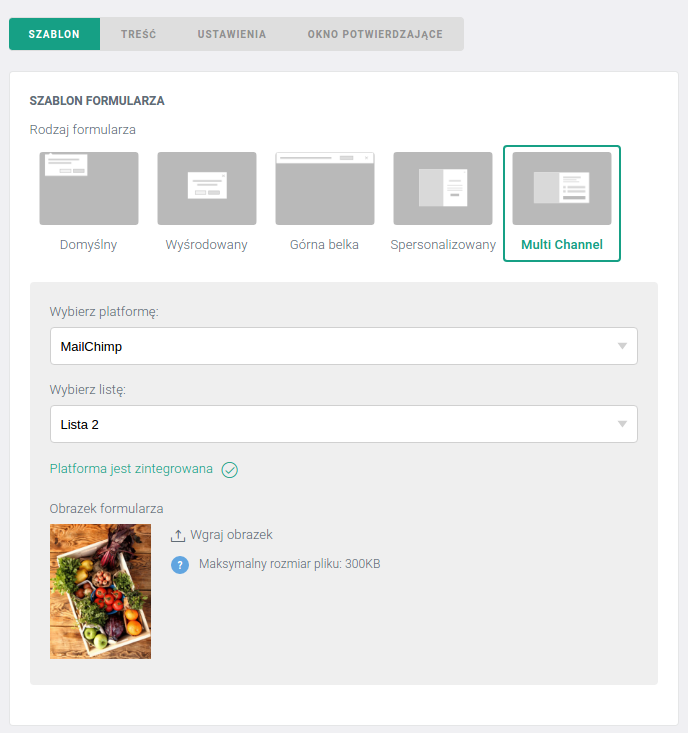 SZABLON TREŚĆ USTAWIENIA OKNO POTWIERDZAJĄCE
SZABLON FORMULARZA
Rodzaj formularza
Domyślny Wyśrodowany Górna belka Spersonalizowany Multi Channel
Wybierz platformę:
MailChimp
Wybierz listę:
Lista 2
Platforma jest zintegrowana
Obrazek formularza
Wgraj obrazek
? Maksymalny rozmiar pliku: 300KB